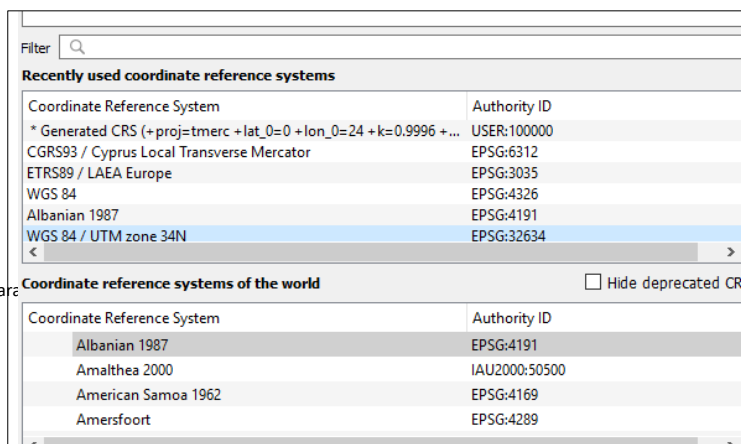 Filter
Recently used coordinate reference systems
Coordinate Reference System Authority ID
* Generated CRS (+proj=tmerc +lat_0=0 +lon_0=24 +k=0.9996 +... USER:100000
CGRS93 / Cyprus Local Transverse Mercator EPSG:6312
ETRS89 / LAEA Europe EPSG:3035
WGS 84 EPSG:4326
Albanian 1987 EPSG:4191
WGS 84 / UTM zone 34N EPSG:32634
ara Coordinate reference systems of the world Hide deprecated CR
Coordinate Reference System Authority ID
Albanian 1987 EPSG:4191
Amalthea 2000 IAU2000:50500
American Samoa 1962 EPSG:4169
Amersfoort EPSG:4289